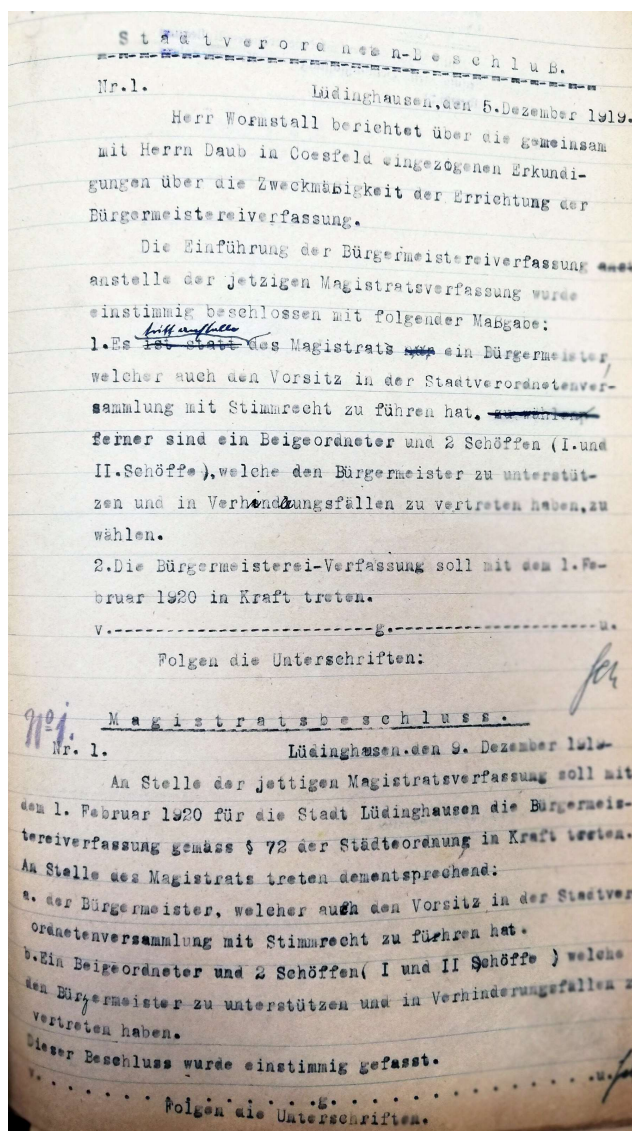 Stadtverordneten-Beschluß.
Nr.1. Lüdinghausen,den 5.Dezember 1919.
Herr Wormstall berichtet über die gemeinsam
mit Herrn Daub in Coesfeld eingezogenen Erkundi-
gungen über die Zweckmäßigkeit der Errichtung der
Bürgermeistereiverfassung.
Die Einführung der Bürgermeistereiverfassung
anstelle der jetzigen Magistratsverfassung wurde
einstimmig beschlossen mit folgender Maßgabe:
tritt anstelle
1.Es ist statt des Magistrats nur ein Bürgermeister,
welcher auch den Vorsitz in der Stadtverordnetenver-
sammlung mit Stimmrecht zu führen hat. zu wählen
ferner sind ein Beigeordneter und 2 Schöffen (I.und
II.Schöffe),welche den Bürgermeister zu unterstüt-
zen und in Verhinderungsfällen zu vertreten haben,zu
wählen.
2.Die Bürgermeisterei-Verfassung soll mit dem 1.Fe-
bruar 1920 in Kraft treten.
v.------------------------g.--------------------u.
Folgen die Unterschriften:
No 1.
Magistratsbeschluss.
Nr. 1. Lüdinghausen.den 9. Dezember 1919-
An Stelle der jettigen Magistratsverfassung soll mit
dem 1. Februar 1920 für die Stadt Lüdinghausen die Bürgermeis-
tereiverfassung gemäss § 72 der Städteordnung in Kraft treten.
An Stelle des Magistrats treten dementsprechend:
a. der Bürgermeister, welcher auch den Vorsitz in der Stadtver
ordnetenversammlung mit Stimmrecht zu führen hat.
b.Ein Beigeordneter und 2 Schöffen( I und II Schöffe ) welche
den Bürgermeister zu unterstützen und in Verhinderungsfällen z
vertreten haben.
Dieser Beschluss wurde einstimmig gefasst.
v. . . . . . . . . . . .g. . . . . . . . . . . . .u.
Folgen die Unterschriften.